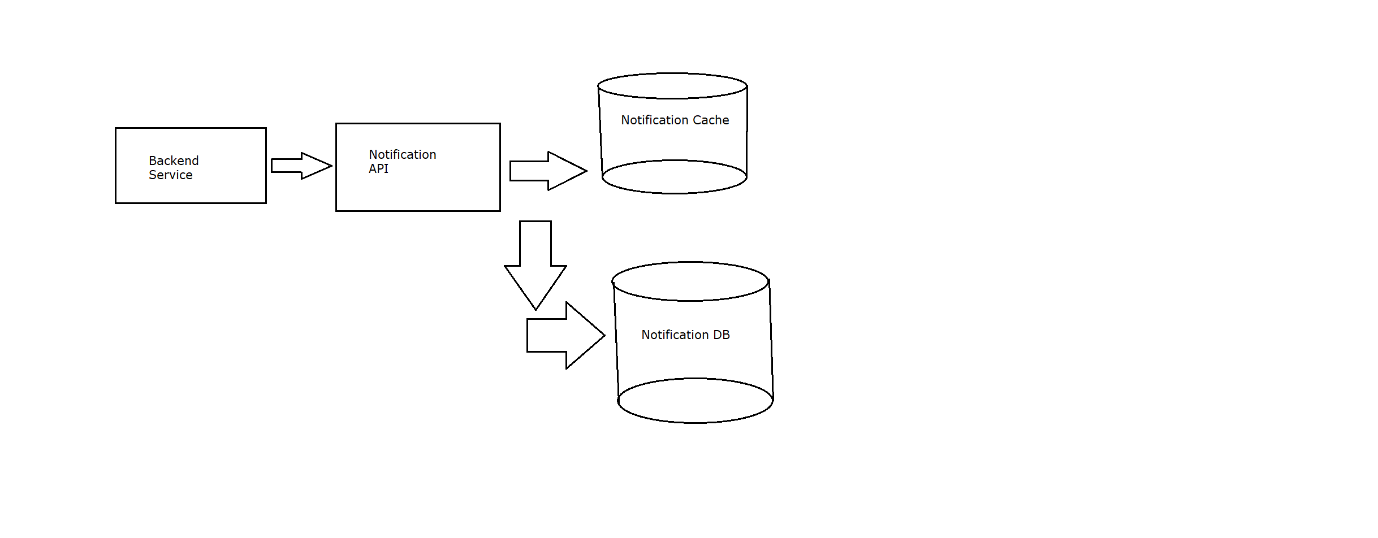 Backend
Service
Notification
API
Notification Cache
Notification DB